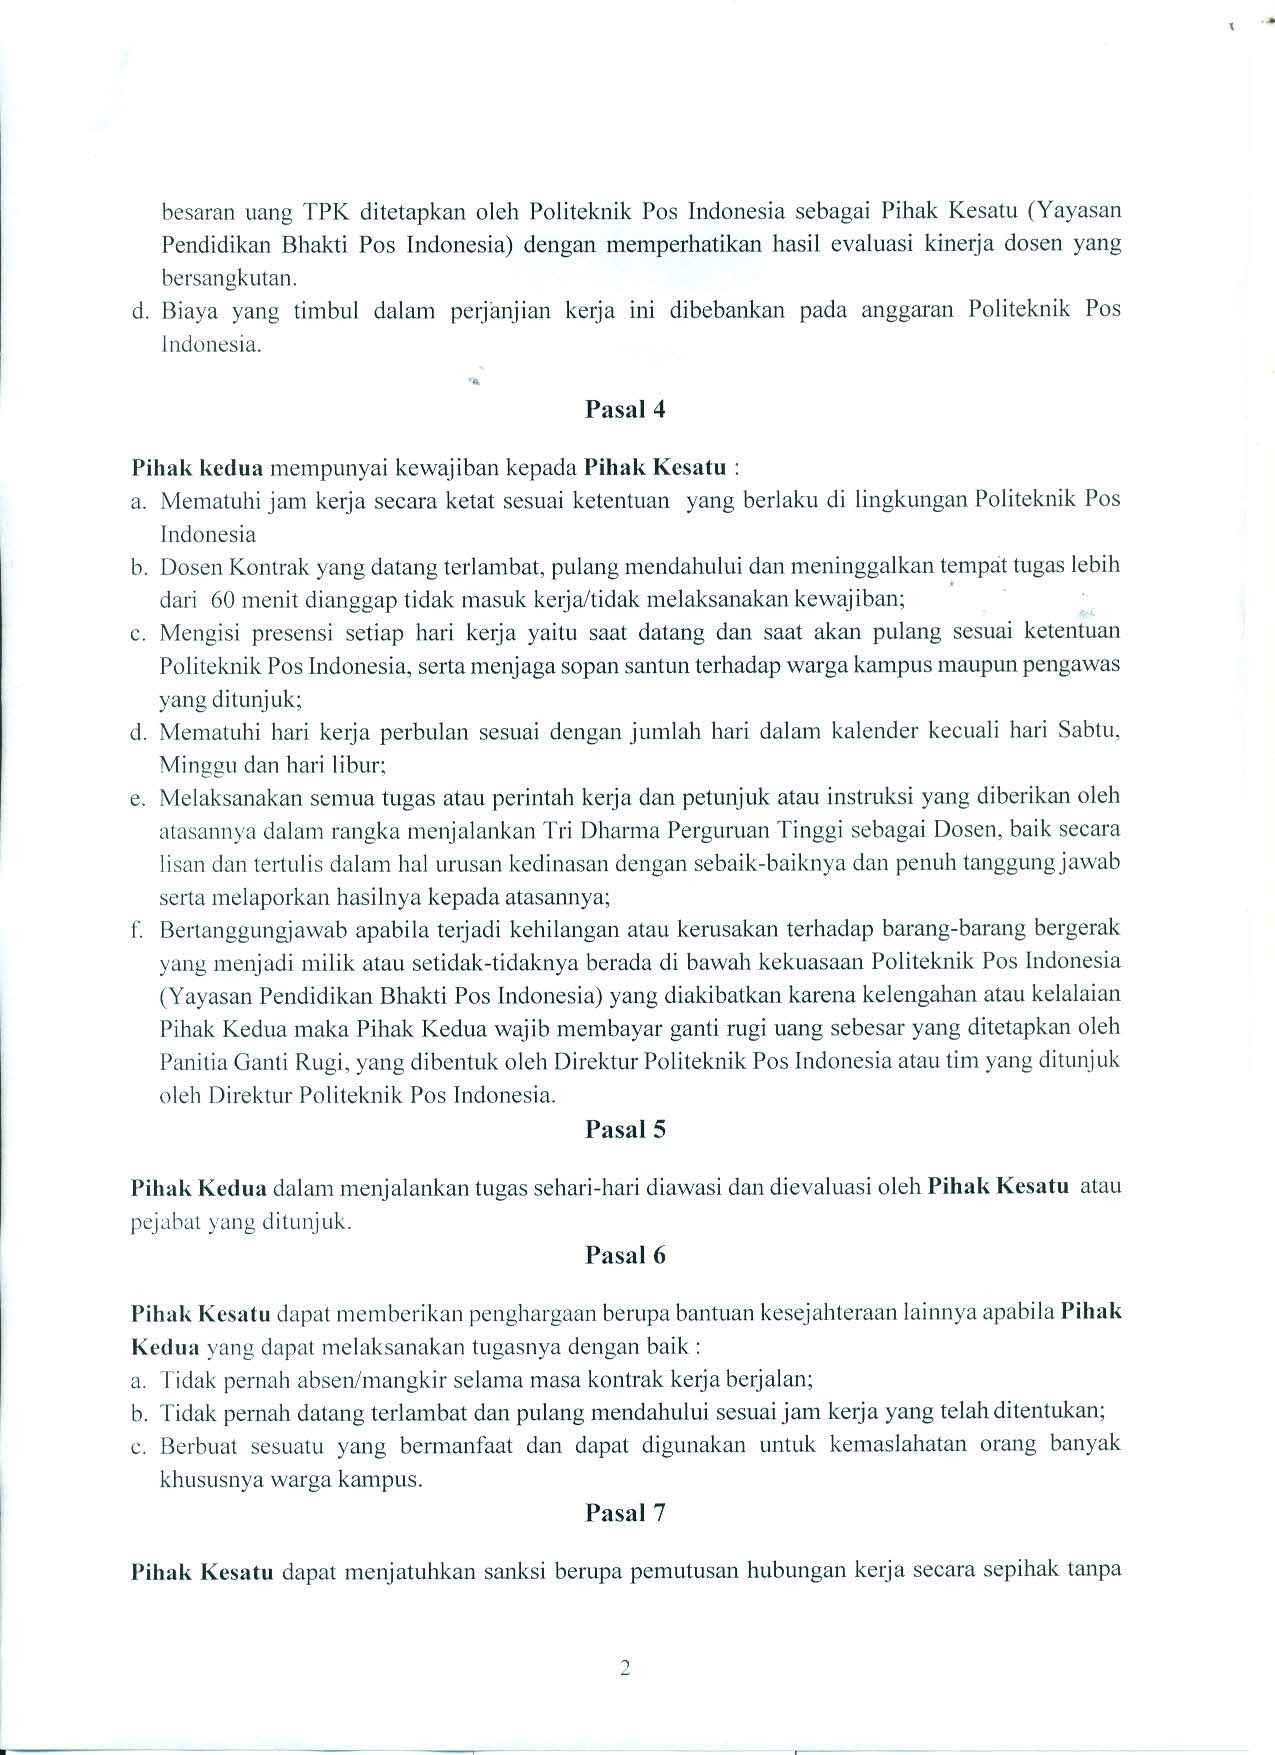 besaran uang TPK ditetapkan oleh Politeknik Pos Indonesia sebagai Pihak Kesatu (Yayasan
Pendidikan Bhakti Pos Indonesia) dengan memperhatikan hasil evaluasi kinerja dosen yang
bersangkutan.
d. Biaya yang timbul dalam perjanjian kerja ini dibebankan pada anggaran Politeknik Pos
Indonesia.
Pasal 4
Pihak kedua mempunyai kewajiban kepada Pihak Kesatu :
a. Mematuhi jam kerja secara ketat sesuai ketentuan yang berlaku di lingkungan Politeknik Pos
Indonesia
b. Dosen Kontrak yang datang terlambat, pulang mendahului dan meninggalkan tempat tugas lebih
dari 60 menit dianggap tidak masuk kerja/tidak melaksanakan kewajiban;
c. Mengisi presensi setiap hari kerja yaitu saat datang dan saat akan pulang sesuai ketentuan
Politeknik Pos Indonesia, serta menjaga sopan santun terhadap warga kampus maupun pengawas
yang ditunjuk;
d. Mematuhi hari kerja perbulan sesuai dengan jumlah hari dalam kalender kecuali hari Sabtu,
Minggu dan hari libur;
e. Melaksanakan semua tugas atau perintah kerja dan petunjuk atau instruksi yang diberikan oleh
atasannya dalam rangka menjalankan Tri Dharma Perguruan Tinggi sebagai Dosen, baik secara
lisan dan tertulis dalam hal urusan kedinasan dengan sebaik-baiknya dan penuh tanggung jawab
serta melaporkan hasilnya kepada atasannya;
f. Bertanggungjawab apabila terjadi kehilangan atau kerusakan terhadap barang-barang bergerak
yang menjadi milik atau setidak-tidaknya berada di bawah kekuasaan Politeknik Pos Indonesia
(Yayasan Pendidikan Bhakti Pos Indonesia) yang diakibatkan karena kelengahan atau kelalaian
Pihak Kedua maka Pihak Kedua wajib membayar ganti rugi uang sebesar yang ditetapkan oleh
Panitia Ganti Rugi, yang dibentuk oleh Direktur Politeknik Pos Indonesia atau tim yang ditunjuk
oleh Direktur Politeknik Pos Indonesia.
Pasal 5
Pihak Kedua dalam menjalankan tugas sehari-hari diawasi dan dievaluasi oleh Pihak Kesatu atau
pejabat yang ditunjuk.
Pasal 6
Pihak Kesatu dapat memberikan penghargaan berupa bantuan kesejahteraan lainnya apabila Pihak
Kedua yang dapat melaksanakan tugasnya dengan baik :
a. Tidak pernah absen/mangkir selama masa kontrak kerja berjalan;
b. Tidak pernah datang terlambat dan pulang mendahului sesuai jam kerja yang telah ditentukan;
c. Berbuat sesuatu yang bermanfaat dan dapat digunakan untuk kemaslahatan orang banyak
khususnya warga kampus.
Pasal 7
Pihak Kesatu dapat menjatuhkan sanksi berupa pemutusan hubungan kerja secara sepihak tanpa
2